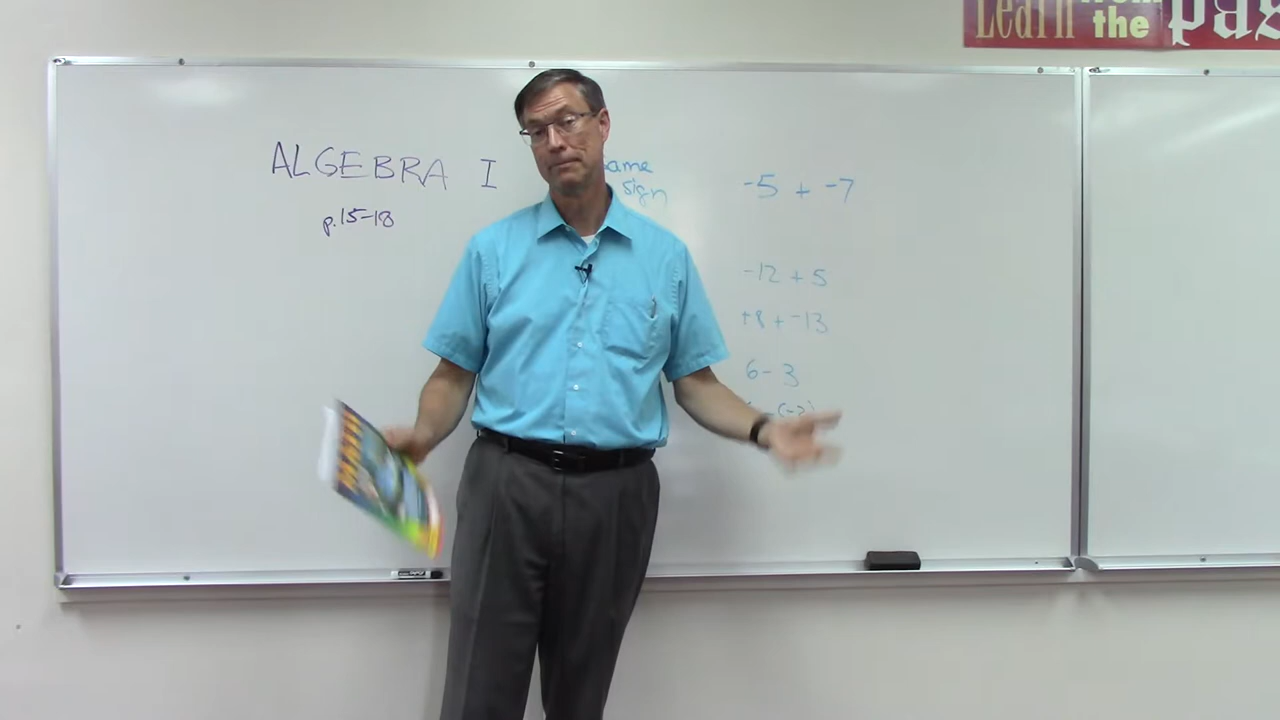 Learn from
the pas
ALGEBRA I
p.15-18
ame
sign
-5 + -7
-12 + 5
+8 + -13
6 - 3